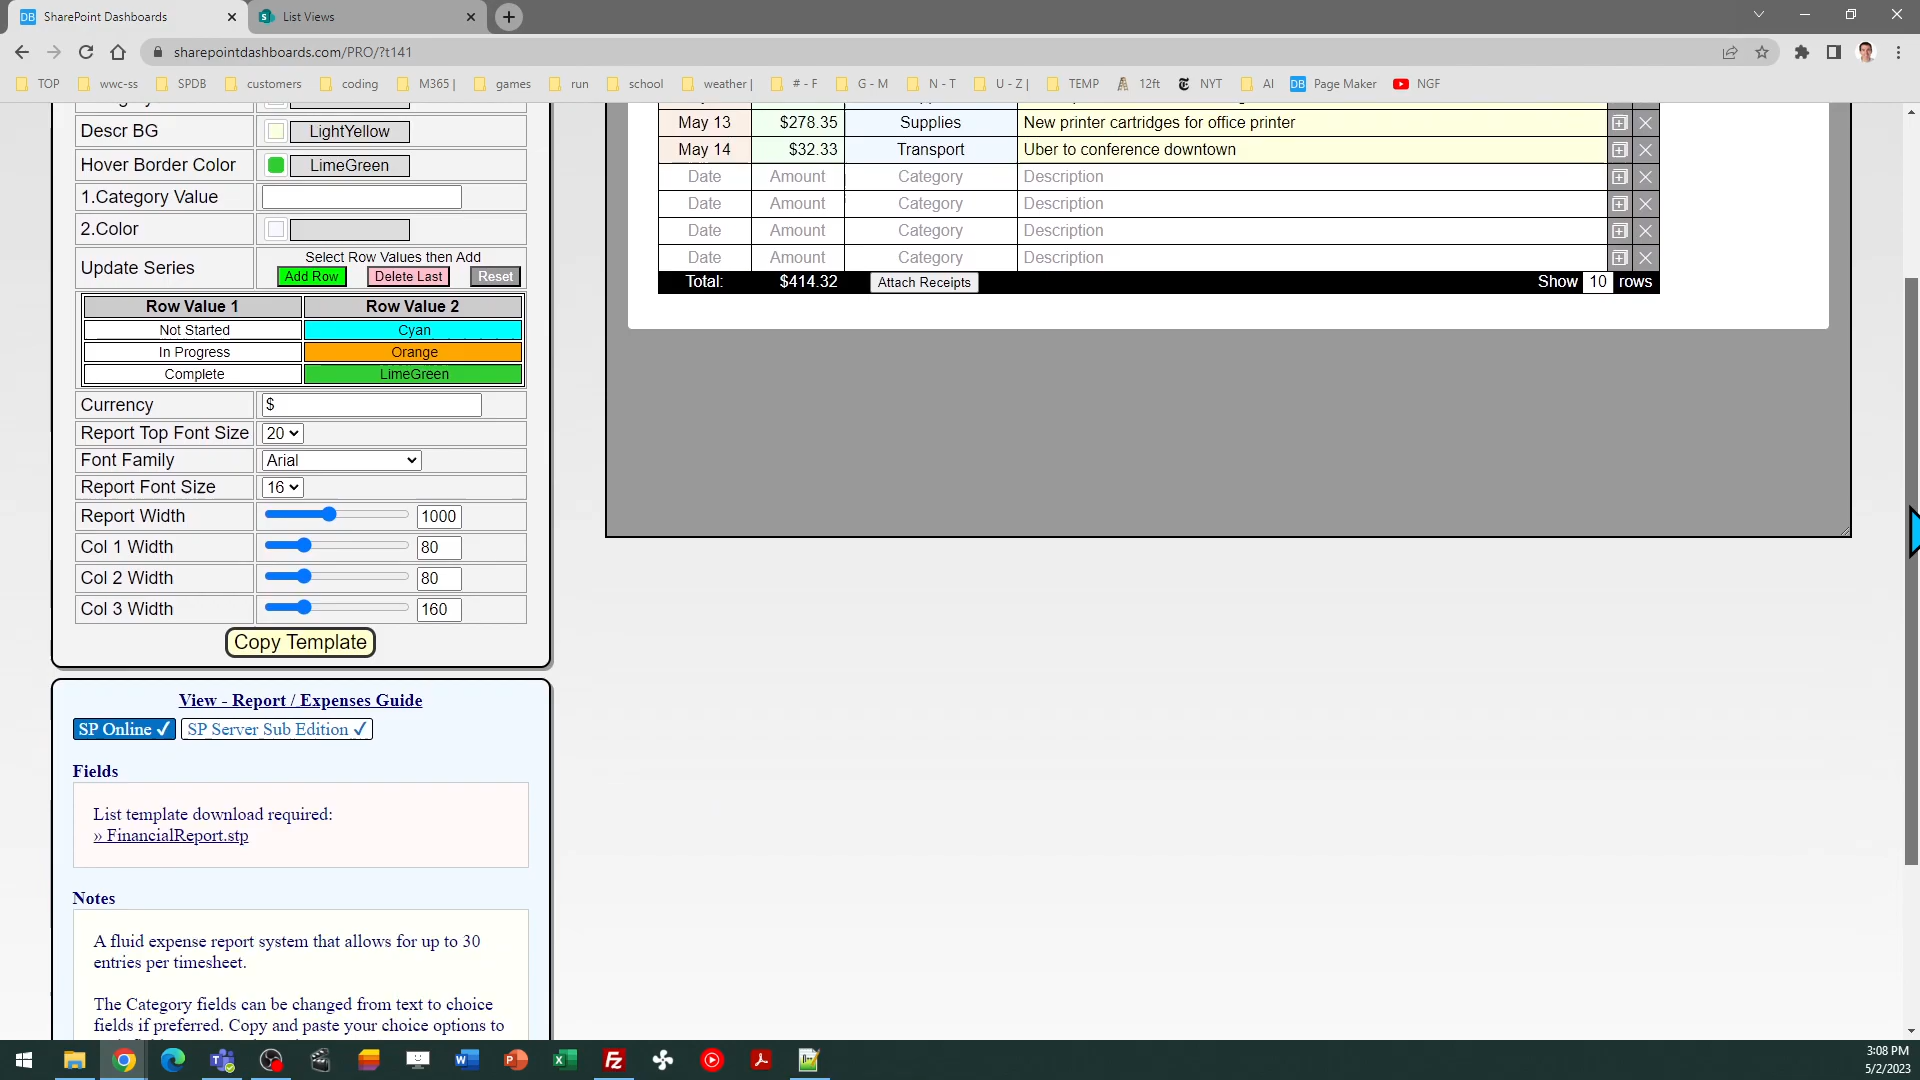 SharePoint Dashboards
List Views
sharepointdashboards.com/PRO/?t141
TOP
wwc-ss
SPDB
customers
coding
M365 |
games
run
school
weather |
# - F
G - M
N - T
U - Z |
TEMP
12ft
NYT
AI
Page Maker
NGF
Descr BG
LightYellow
Hover Border Color
LimeGreen
1.Category Value
2.Color
Update Series
Select Row Values then Add
Add Row
Delete Last
Reset
Row Value 1
Row Value 2
Not Started
Cyan
In Progress
Orange
Complete
LimeGreen
Currency
$
Report Top Font Size
20
Font Family
Arial
Report Font Size
16
Report Width
1000
Col 1 Width
80
Col 2 Width
80
Col 3 Width
160
Copy Template
View - Report / Expenses Guide
SP Online ✓
SP Server Sub Edition ✓
Fields
List template download required:
» FinancialReport.stp
Notes
A fluid expense report system that allows for up to 30
entries per timesheet.
The Category fields can be changed from text to choice
fields if preferred. Copy and paste your choice options to
May 13
$278.35
Supplies
New printer cartridges for office printer
May 14
$32.33
Transport
Uber to conference downtown
Date
Amount
Category
Description
Date
Amount
Category
Description
Date
Amount
Category
Description
Date
Amount
Category
Description
Total:
$414.32
Attach Receipts
Show 10 rows
3:08 PM
5/2/2023